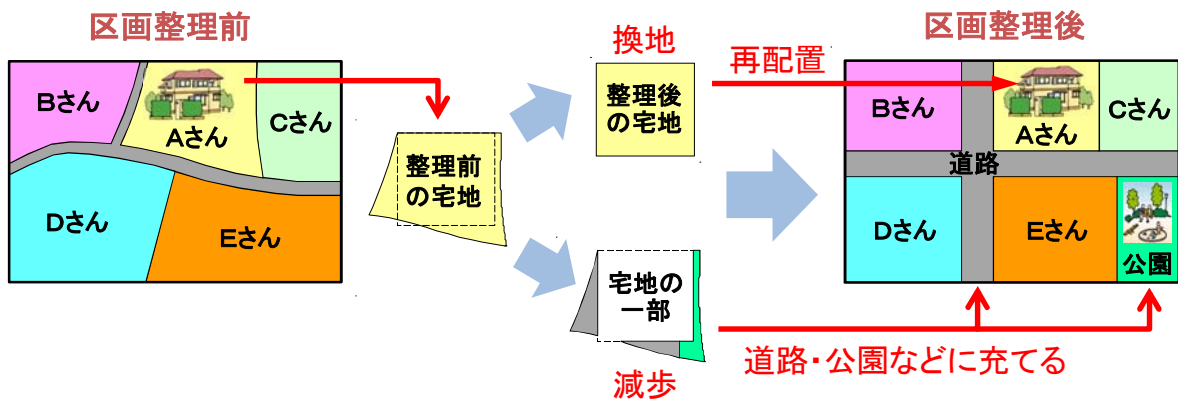 区画整理前
Bさん
Aさん
Cさん
Dさん
Eさん
整理前
の宅地
換地
整理後
の宅地
宅地の
一部
減歩
再配置
区画整理後
Bさん
Aさん
Cさん
道路
Dさん
Eさん
公園
道路・公園などに充てる